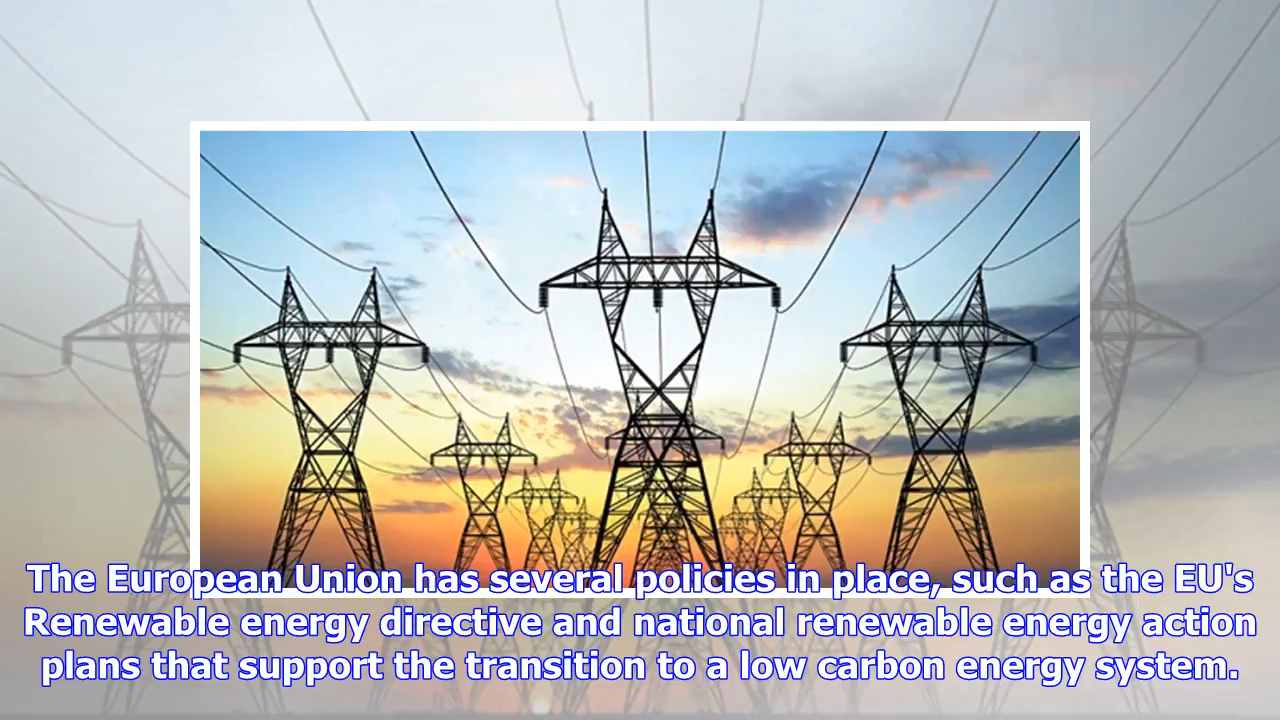 The European Union has several policies in place, such as the EU's
Renewable energy directive and national renewable energy action
plans that support the transition to a low carbon energy system.